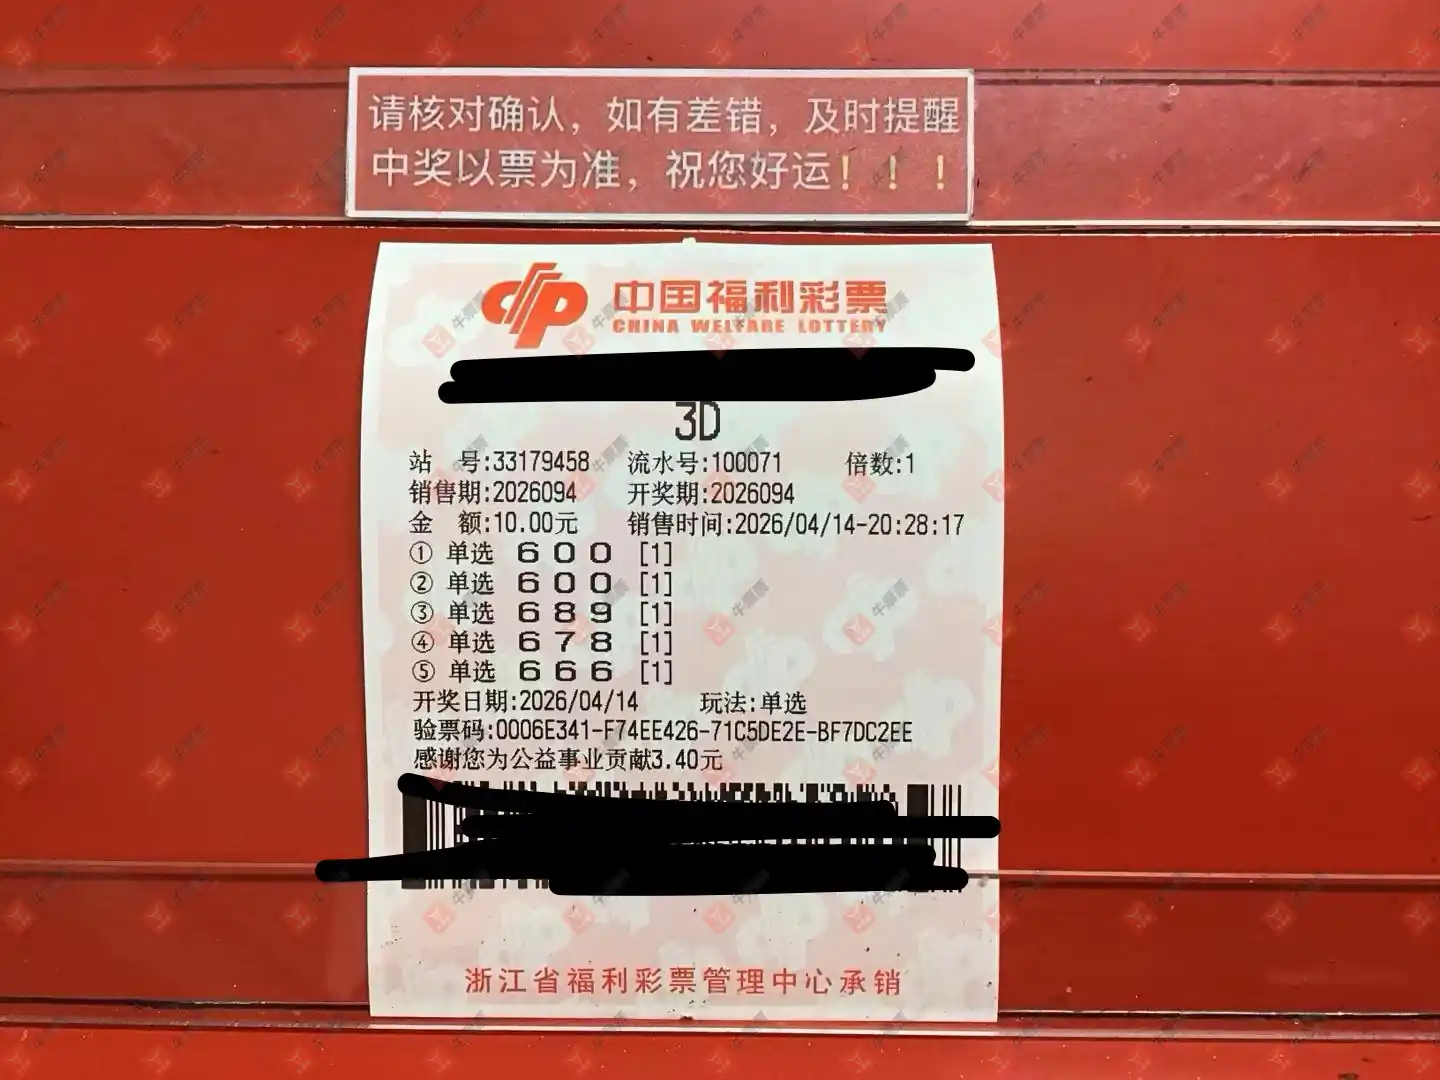 请核对确认，如有差错，及时提醒
中奖以票为准，祝您好运！！！
中国福利彩票
CHINA WELFARE LOTTERY
3D
站 号:33179458 流水号:100071 倍数:1
销售期:2026094 开奖期:2026094
金 额:10.00元 销售时间:2026/04/14-20:28:17
① 单选 6 0 0 [1]
② 单选 6 0 0 [1]
③ 单选 6 8 9 [1]
④ 单选 6 7 8 [1]
⑤ 单选 6 6 6 [1]
开奖日期:2026/04/14 玩法:单选
验票码:0006E341-F74EE426-71C5DE2E-BF7DC2EE
感谢您为公益事业贡献3.40元
浙江省福利彩票管理中心承销